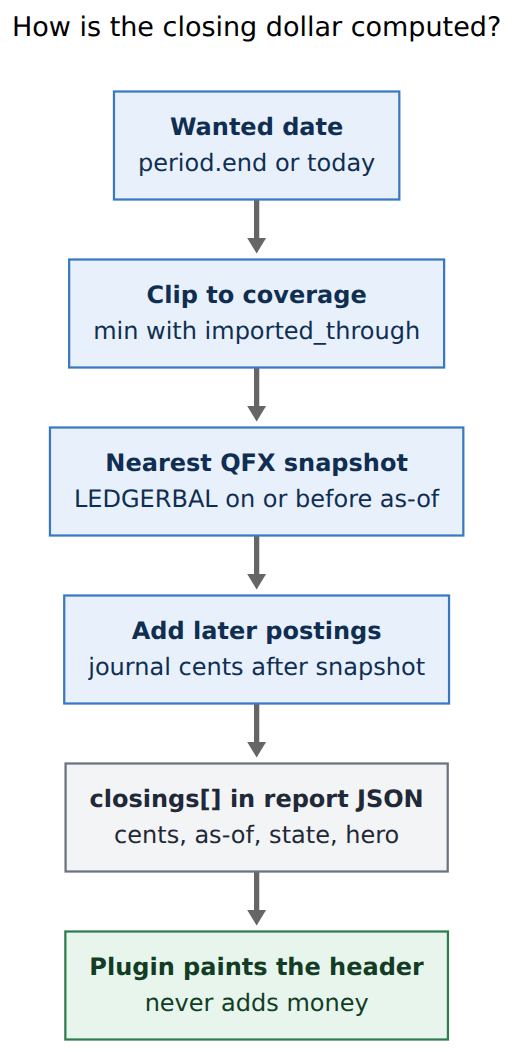 How is the closing dollar computed?
Wanted date
period.end or today
Clip to coverage
min with imported_through
Nearest QFX snapshot
LEDGERBAL on or before as-of
Add later postings
journal cents after snapshot
closings[] in report JSON
cents, as-of, state, hero
Plugin paints the header
never adds money